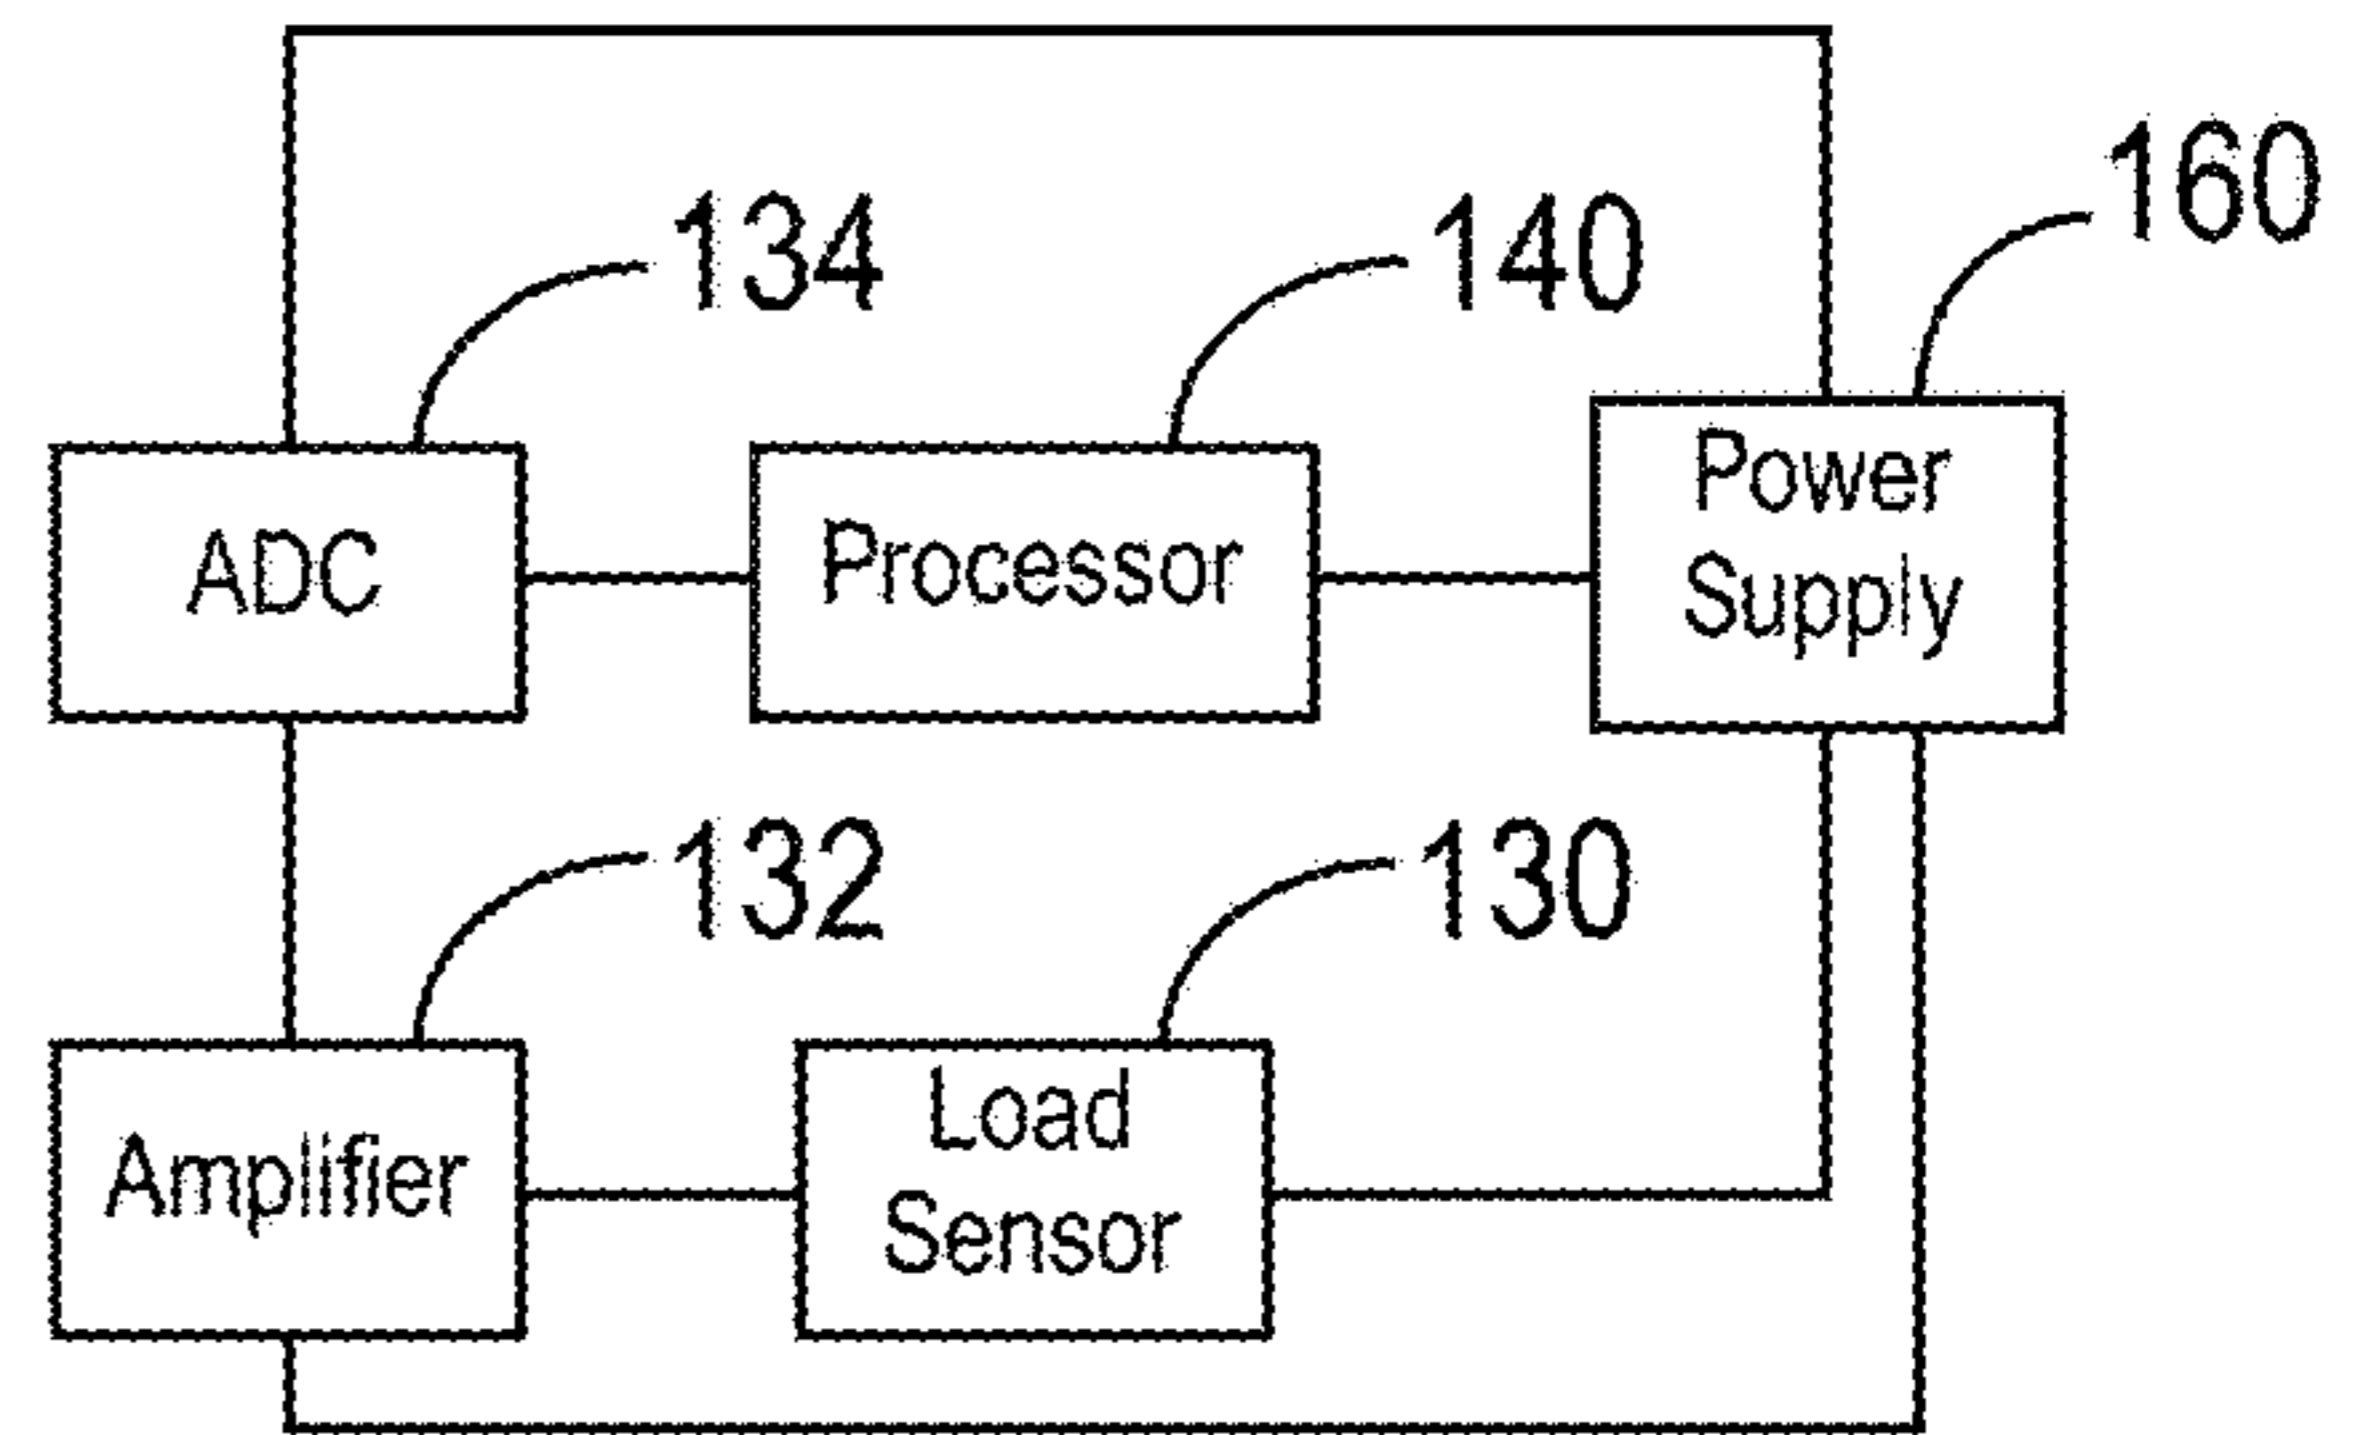 160
134
140
Power
Supply
ADC
Processor
132
130
Load
Sensor
Amplifier